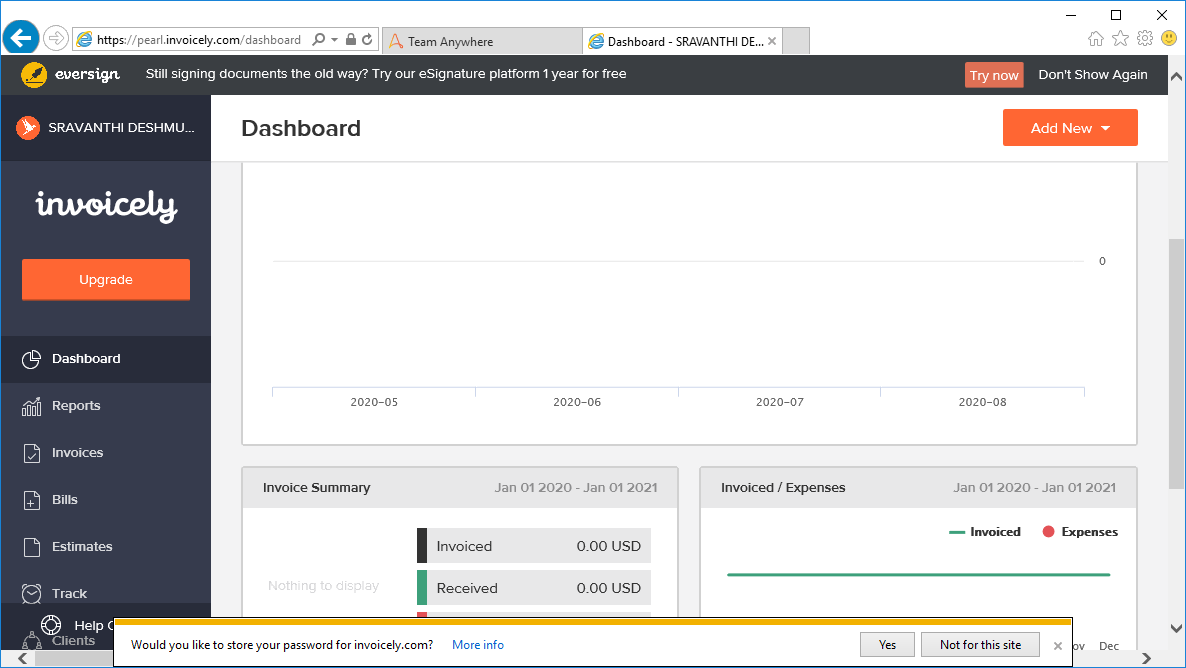 https://pearl.invoicely.com/dashboard
Team Anywhere
Dashboard - SRAVANTHI DE...
eversign
Still signing documents the old way? Try our eSignature platform 1 year for free
Try now
Don't Show Again
SRAVANTHI DESHMU...
Dashboard
Add New
invoicely
Upgrade
0
Dashboard
2020-05
2020-06
2020-07
2020-08
Reports
Invoices
Bills
Estimates
Track
Help C
Clients
Invoice Summary
Jan 01 2020 - Jan 01 2021
Nothing to display
Invoiced
0.00 USD
Received
0.00 USD
Invoiced / Expenses
Jan 01 2020 - Jan 01 2021
Invoiced
Expenses
ov
Dec
Would you like to store your password for invoicely.com?
More info
Yes
Not for this site